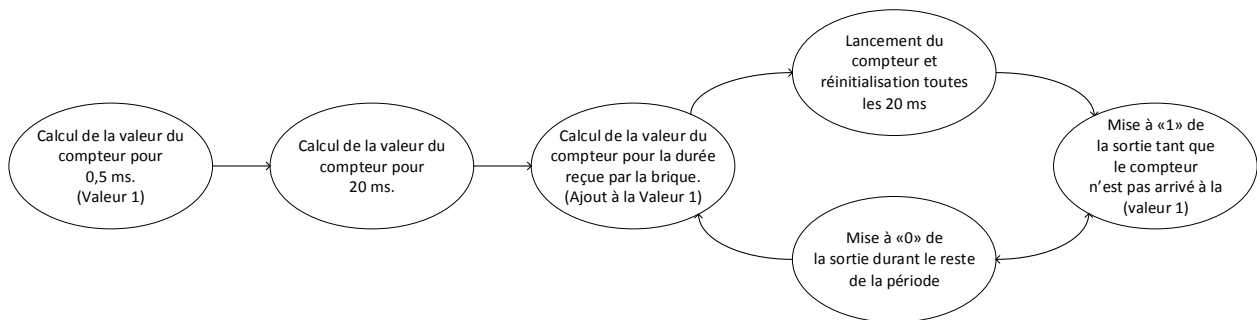 Calcul de la valeur du
compteur pour
0,5 ms.
(Valeur 1)
Calcul de la valeur du
compteur pour
20 ms.
Calcul de la valeur du
compteur pour la durée
reçue par la brique.
(Ajout à la Valeur 1)
Lancement du
compteur et
réinitialisation toutes
les 20 ms
Mise à «1» de
la sortie tant que
le compteur
n’est pas arrivé à la
(valeur 1)
Mise à «0» de
la sortie durant le reste
de la période